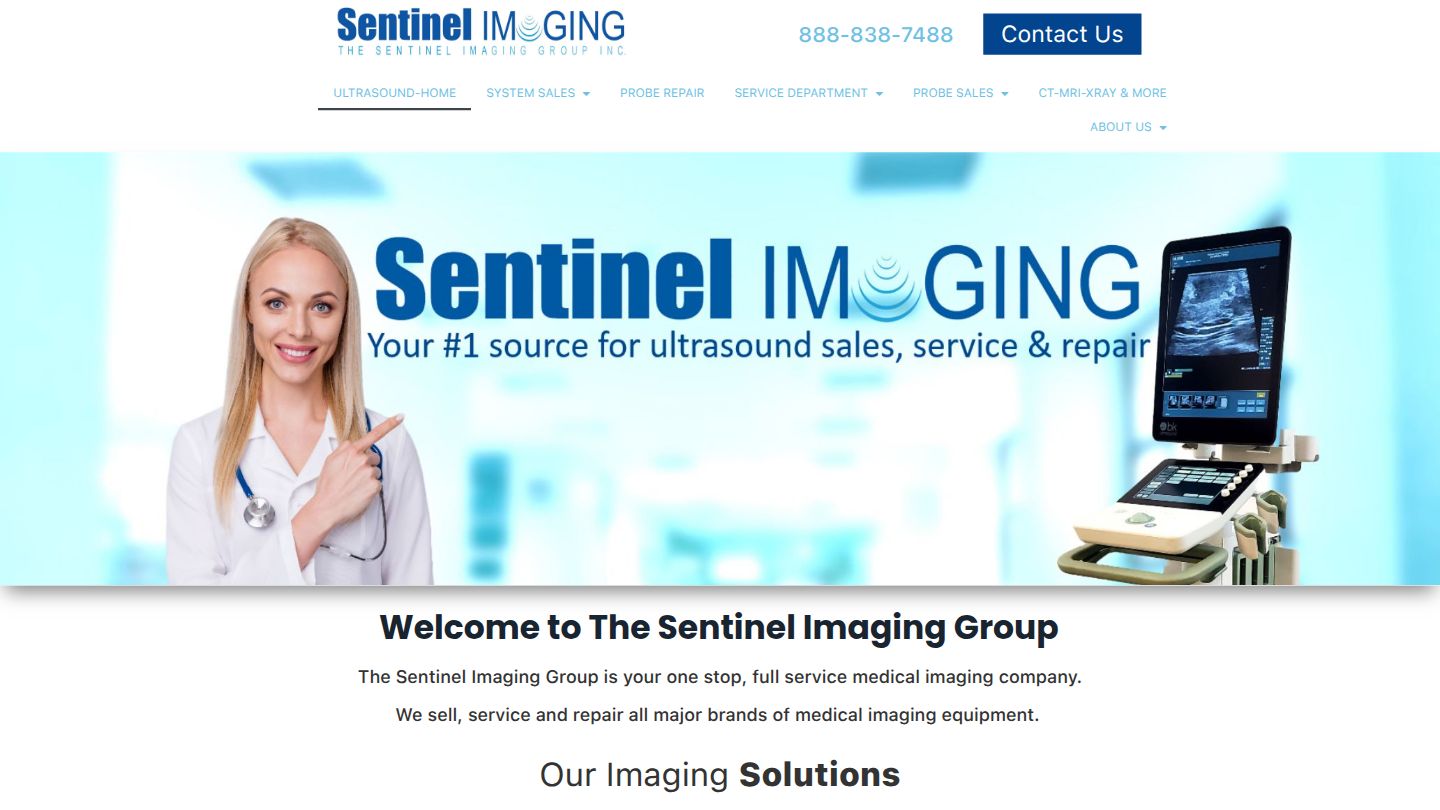 Sentinel IMAGING
THE SENTINEL IMAGING GROUP INC.
888-838-7488
Contact Us
ULTRASOUND-HOME
SYSTEM SALES
PROBE REPAIR
SERVICE DEPARTMENT
PROBE SALES
CT-MRI-XRAY & MORE
ABOUT US
Sentinel IMAGING
Your #1 source for ultrasound sales, service & repair
bk
Welcome to The Sentinel Imaging Group
The Sentinel Imaging Group is your one stop, full service medical imaging company.
We sell, service and repair all major brands of medical imaging equipment.
Our Imaging Solutions